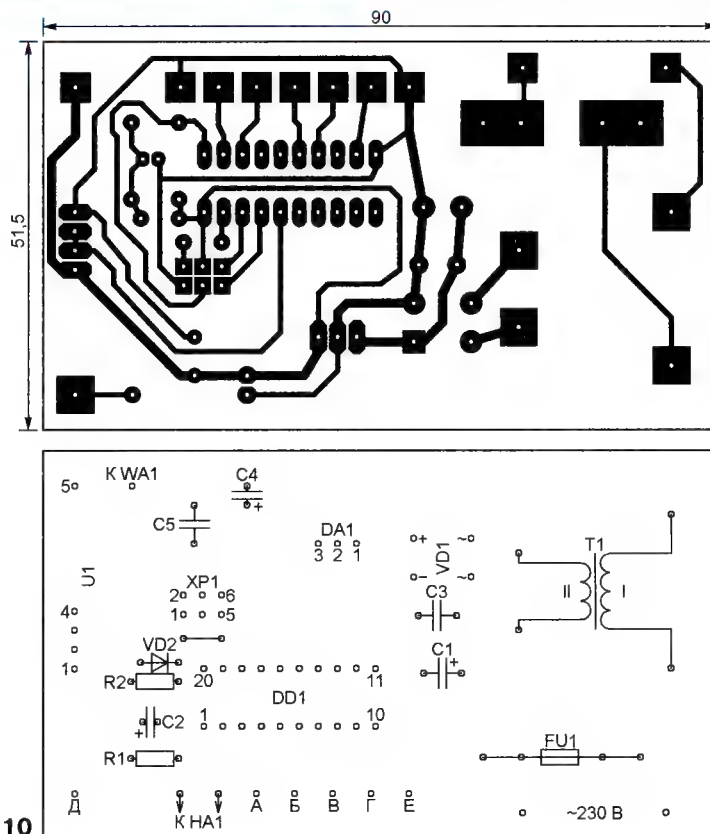 90
51,5
5
К WA1
C4
+
C5
DA1
3 2 1
+ ~
VD1
− ~
T1
II I
U1
XP1
2 6
1 5
C3
4
1
VD2
R2
20 11
DD1
1 10
C1
+
C2
+
R1
FU1
Д
К HA1
А Б В Г Е
~230 В
10